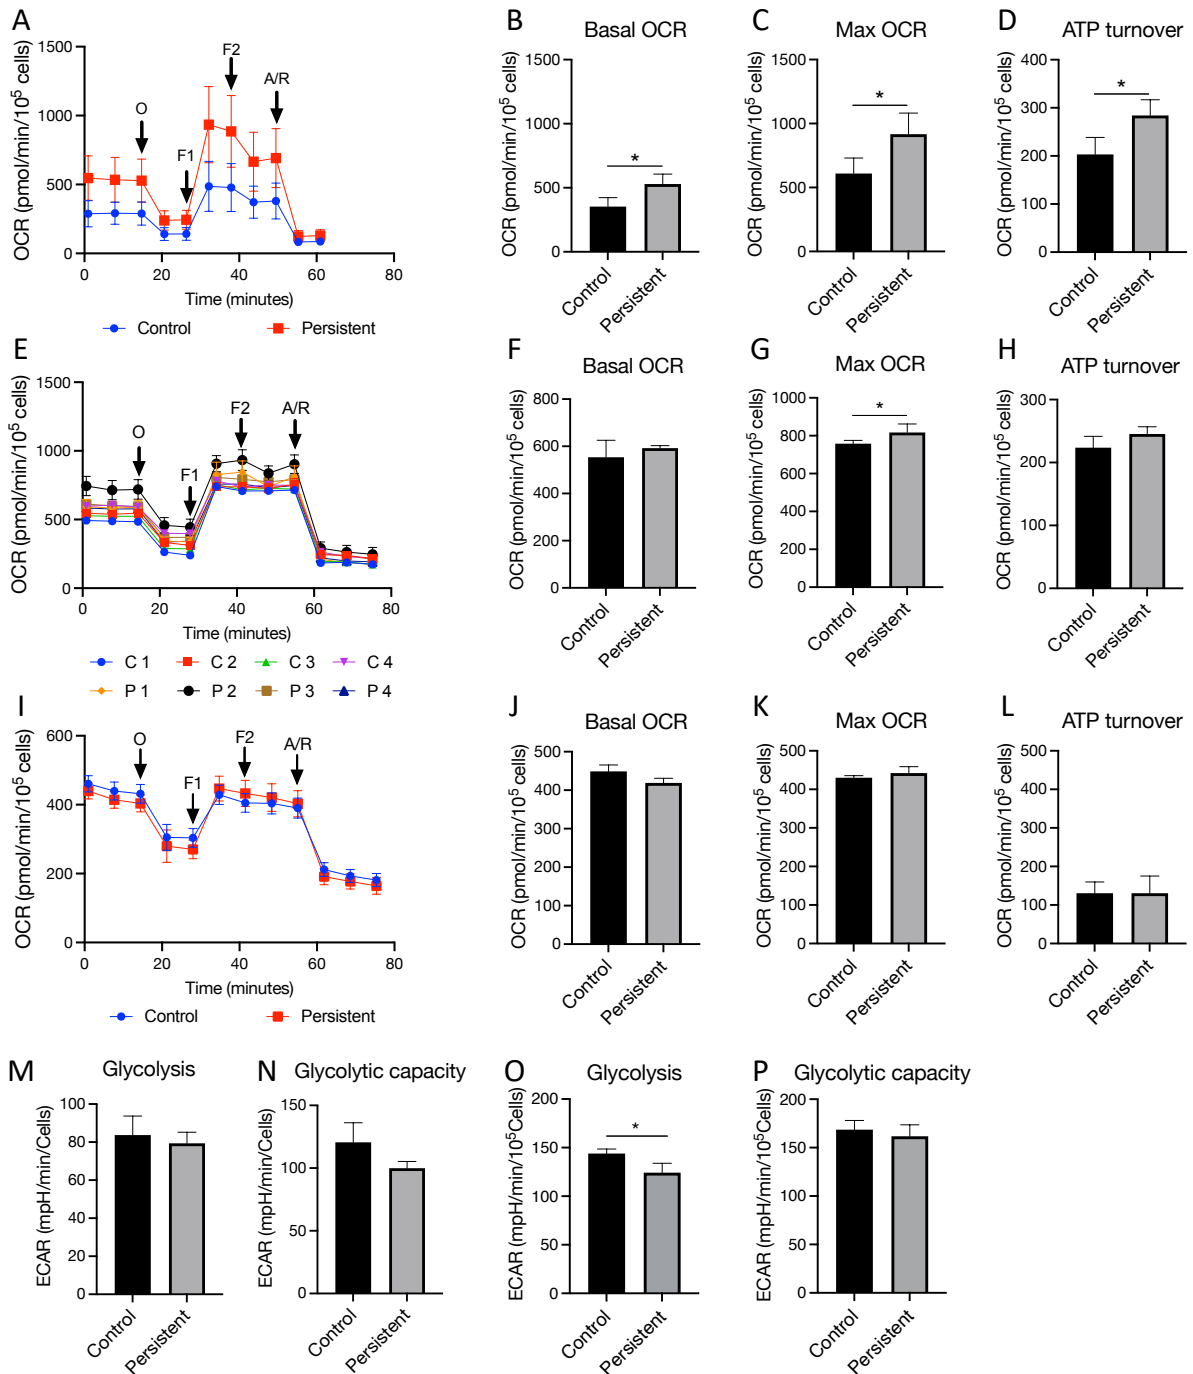 A
OCR (pmol/min/10⁵ cells)
1500
1000
500
0
O
F1
F2
A/R
0 20 40 60 80
Time (minutes)
Control Persistent
B
Basal OCR
OCR (pmol/min/10⁵ cells)
1500
1000
500
0
*
Control Persistent
C
Max OCR
OCR (pmol/min/10⁵ cells)
1500
1000
500
0
*
Control Persistent
D
ATP turnover
OCR (pmol/min/10⁵ cells)
400
300
200
100
0
*
Control Persistent
E
OCR (pmol/min/10⁵ cells)
1500
1000
500
0
O
F1
F2
A/R
0 20 40 60 80
Time (minutes)
C 1 C 2 C 3 C 4
P 1 P 2 P 3 P 4
F
Basal OCR
OCR (pmol/min/10⁵ cells)
800
600
400
200
0
Control Persistent
G
Max OCR
OCR (pmol/min/10⁵ cells)
1000
800
600
400
200
0
*
Control Persistent
H
ATP turnover
OCR (pmol/min/10⁵ cells)
300
200
100
0
Control Persistent
I
OCR (pmol/min/10⁵ cells)
600
400
200
0
O
F1
F2
A/R
0 20 40 60 80
Time (minutes)
Control Persistent
J
Basal OCR
OCR (pmol/min/10⁵ cells)
500
400
300
200
100
0
Control Persistent
K
Max OCR
OCR (pmol/min/10⁵ cells)
500
400
300
200
100
0
Control Persistent
L
ATP turnover
OCR (pmol/min/10⁵ cells)
500
400
300
200
100
0
Control Persistent
M
Glycolysis
ECAR (mpH/min/Cells)
100
80
60
40
20
0
Control Persistent
N
Glycolytic capacity
ECAR (mpH/min/Cells)
150
100
50
0
Control Persistent
O
Glycolysis
ECAR (mpH/min/10⁵Cells)
200
150
100
50
0
*
Control Persistent
P
Glycolytic capacity
ECAR (mpH/min/10⁵Cells)
200
150
100
50
0
Control Persistent